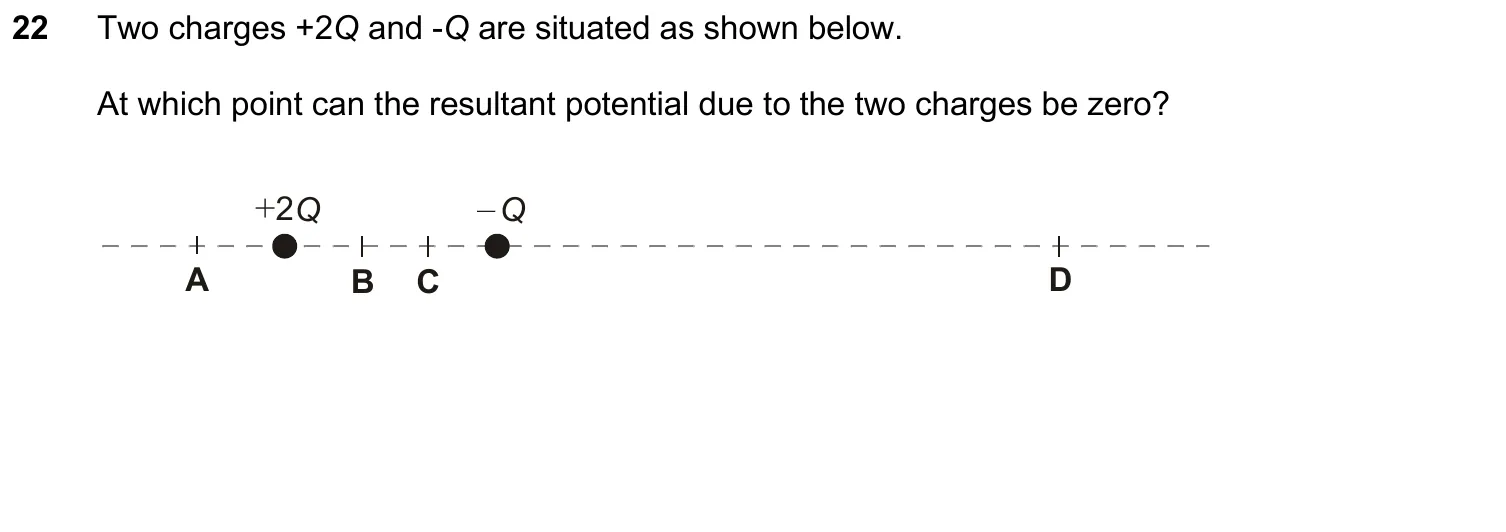 22 Two charges +2Q and -Q are situated as shown below.
At which point can the resultant potential due to the two charges be zero?
+2Q –Q
A B C D